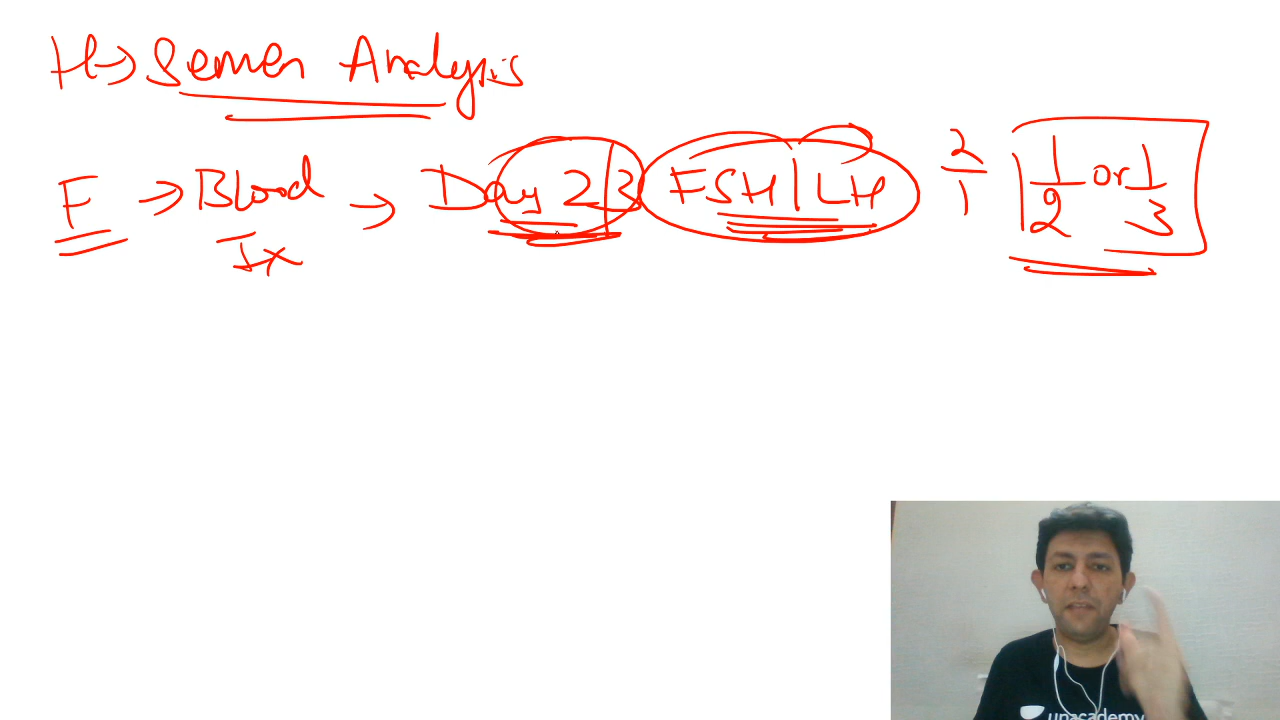 H → Semen Analysis
F → Blood → Day 2|3 FSH|LH 2/1 1/2 or 1/3
Ix
unacademy